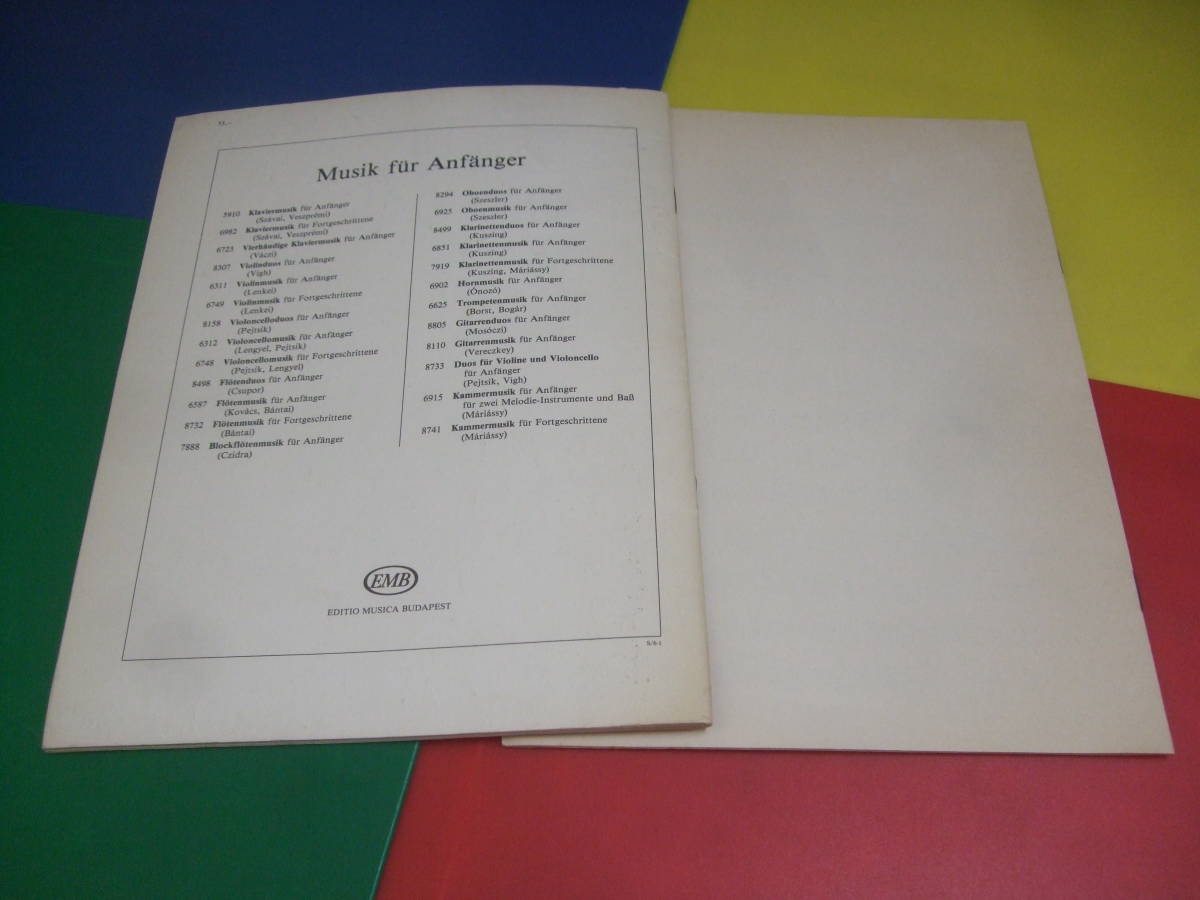 Musik für Anfänger
5910 Klaviermusik für Anfänger
(Szávai, Veszprémi)
6982 Klaviermusik für Fortgeschrittene
(Szávai, Veszprémi)
6723 Vierhändige Klaviermusik für Anfänger
(Váczi)
8307 Violinduos für Anfänger
(Vigh)
6311 Violinmusik für Anfänger
(Lenkei)
6749 Violinmusik für Fortgeschrittene
(Lenkei)
8158 Violoncelloduos für Anfänger
(Pejtsik)
6312 Violoncellomusik für Anfänger
(Lengyel, Pejtsik)
6748 Violoncellomusik für Fortgeschrittene
(Pejtsik, Lengyel)
8498 Flötenduos für Anfänger
(Csupor)
6587 Flötenmusik für Anfänger
(Kovács, Bántai)
8732 Flötenmusik für Fortgeschrittene
(Bántai)
7888 Blockflötenmusik für Anfänger
(Czidra)
8294 Oboenduos für Anfänger
(Szeszler)
6925 Oboenmusik für Anfänger
(Szeszler)
8499 Klarinettenduos für Anfänger
(Kuszing)
6831 Klarinettenmusik für Anfänger
(Kuszing)
7919 Klarinettenmusik für Fortgeschrittene
(Kuszing, Máriássy)
6902 Hornmusik für Anfänger
(Ónozó)
6625 Trompetenmusik für Anfänger
(Borst, Bogár)
8805 Gitarrenduos für Anfänger
(Mosóczi)
8110 Gitarrenmusik für Anfänger
(Vereczkey)
8733 Duos für Violine und Violoncello
für Anfänger
(Pejtsik, Vigh)
6915 Kammermusik für Anfänger
für zwei Melodie-Instrumente und Baß
(Máriássy)
8741 Kammermusik für Fortgeschrittene
(Máriássy)
EMB
EDITIO MUSICA BUDAPEST